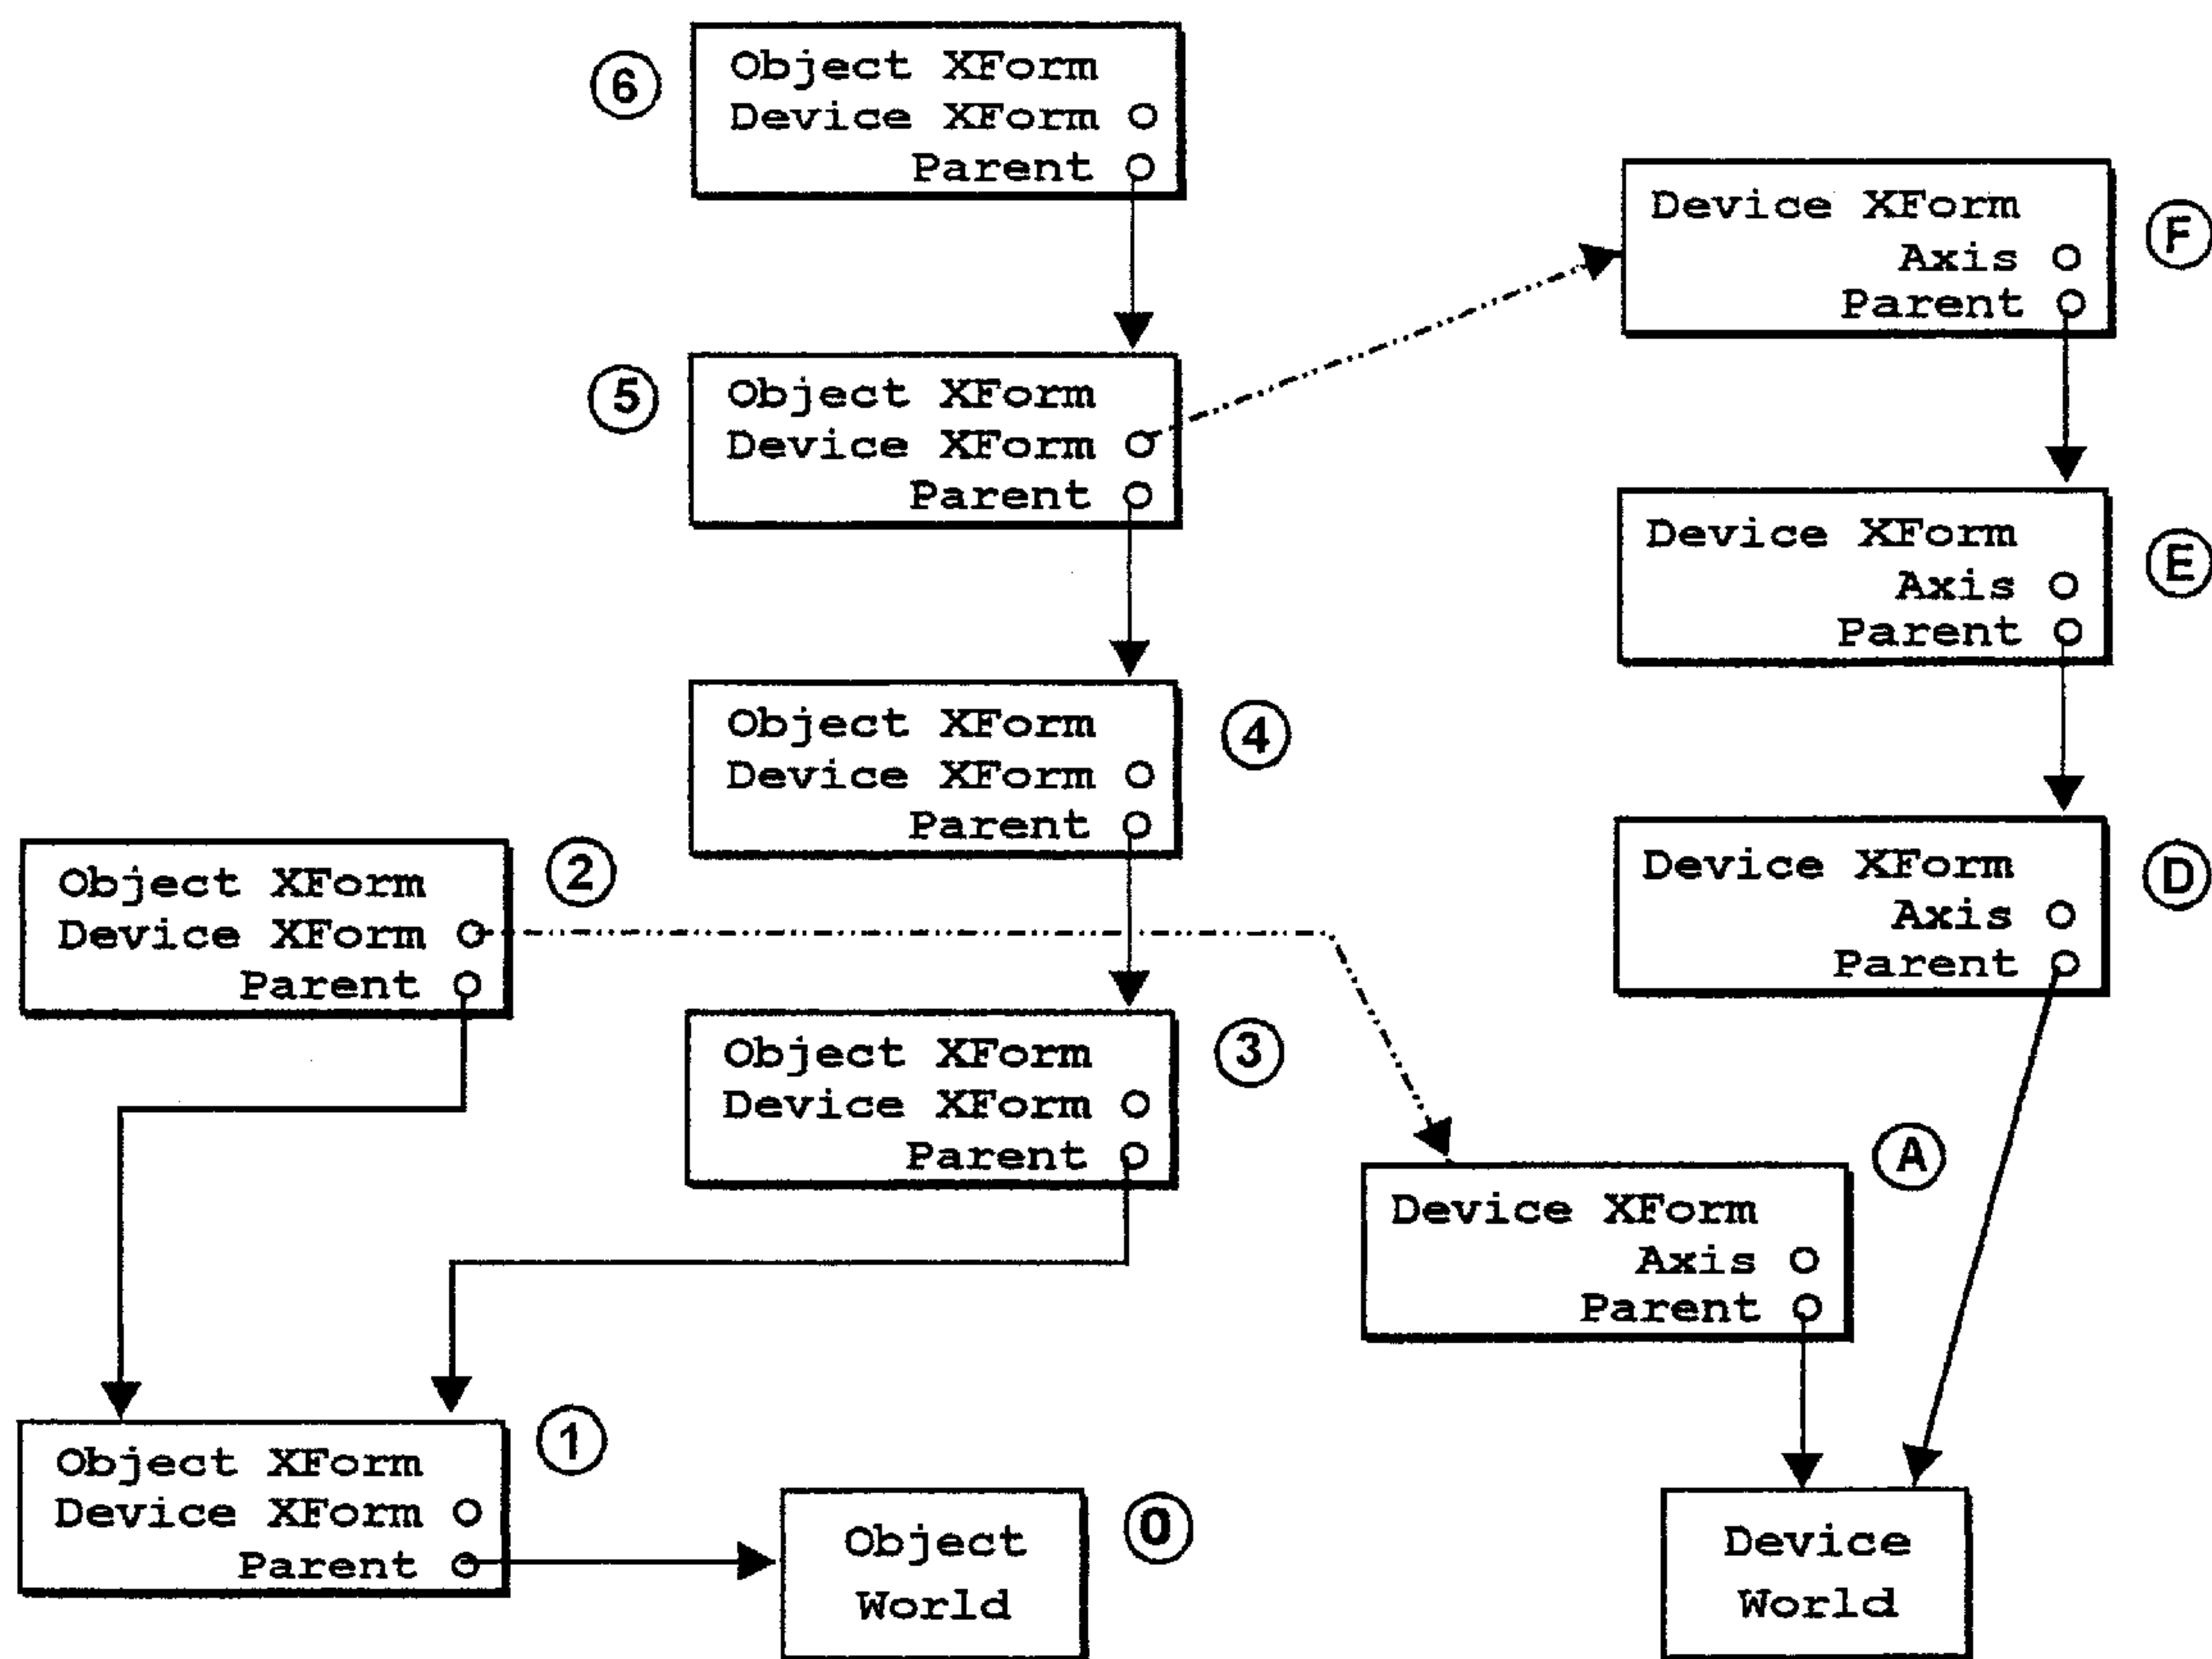 6
Object XForm
Device XForm
Parent
Device XForm
Axis
Parent
F
5
Object XForm
Device XForm
Parent
Device XForm
Axis
Parent
E
Object XForm
Device XForm
Parent
4
Device XForm
Axis
Parent
D
Object XForm
Device XForm
Parent
2
Object XForm
Device XForm
Parent
3
Device XForm
Axis
Parent
A
Object XForm
Device XForm
Parent
1
Object
World
0
Device
World